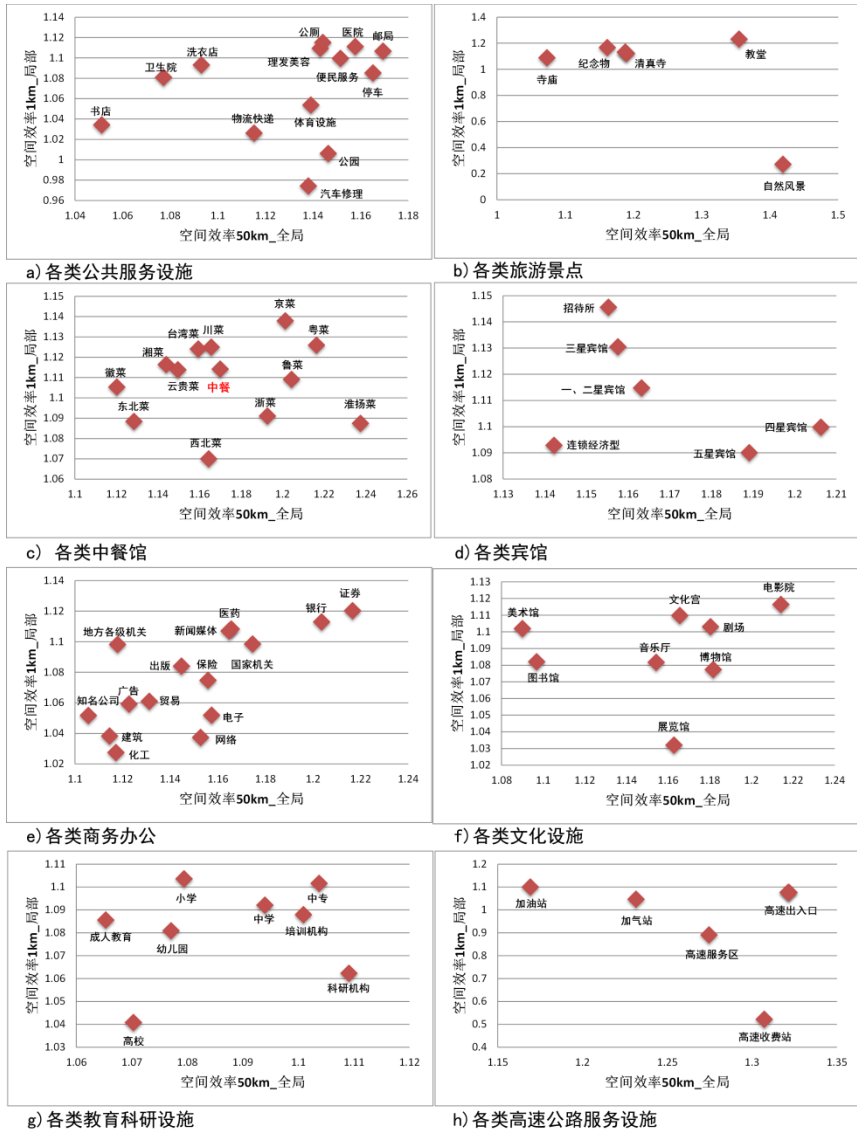 空间效率1km_局部
1.14
1.12
1.1
1.08
1.06
1.04
1.02
1
0.98
0.96
公厕
医院
邮局
洗衣店
理发美容
卫生院
便民服务
停车
书店
物流快递
体育设施
公园
汽车修理
1.04
1.06
1.08
1.1
1.12
1.14
1.16
1.18
空间效率50km_全局
a)各类公共服务设施
空间效率1km_局部
1.4
1.2
1
0.8
0.6
0.4
0.2
0
寺庙
纪念物
清真寺
教堂
自然风景
1
1.1
1.2
1.3
1.4
1.5
空间效率50km_全局
b)各类旅游景点
空间效率1km_局部
1.15
1.14
1.13
1.12
1.11
1.1
1.09
1.08
1.07
1.06
京菜
台湾菜
川菜
粤菜
湘菜
徽菜
云贵菜
中餐
鲁菜
东北菜
浙菜
淮扬菜
西北菜
1.1
1.12
1.14
1.16
1.18
1.2
1.22
1.24
1.26
空间效率50km_全局
c) 各类中餐馆
空间效率1km_局部
1.15
1.14
1.13
1.12
1.11
1.1
1.09
1.08
招待所
三星宾馆
一、二星宾馆
四星宾馆
连锁经济型
五星宾馆
1.13
1.14
1.15
1.16
1.17
1.18
1.19
1.2
1.21
空间效率50km_全局
d)各类宾馆
空间效率1km_局部
1.14
1.12
1.1
1.08
1.06
1.04
1.02
证券
医药
银行
地方各级机关
新闻媒体
出版
保险
国家机关
广告
知名公司
贸易
电子
建筑
网络
化工
1.1
1.12
1.14
1.16
1.18
1.2
1.22
1.24
空间效率50km_全局
e)各类商务办公
空间效率1km_局部
1.13
1.12
1.11
1.1
1.09
1.08
1.07
1.06
1.05
1.04
1.03
1.02
电影院
美术馆
文化宫
剧场
音乐厅
博物馆
图书馆
展览馆
1.08
1.1
1.12
1.14
1.16
1.18
1.2
1.22
1.24
空间效率50km_全局
f)各类文化设施
空间效率1km_局部
1.11
1.1
1.09
1.08
1.07
1.06
1.05
1.04
1.03
小学
中专
中学
成人教育
幼儿园
培训机构
科研机构
高校
1.06
1.07
1.08
1.09
1.1
1.11
1.12
空间效率50km_全局
g)各类教育科研设施
空间效率1km_局部
1.2
1.1
1
0.9
0.8
0.7
0.6
0.5
0.4
加油站
加气站
高速出入口
高速服务区
高速收费站
1.15
1.2
1.25
1.3
1.35
空间效率50km_全局
h)各类高速公路服务设施